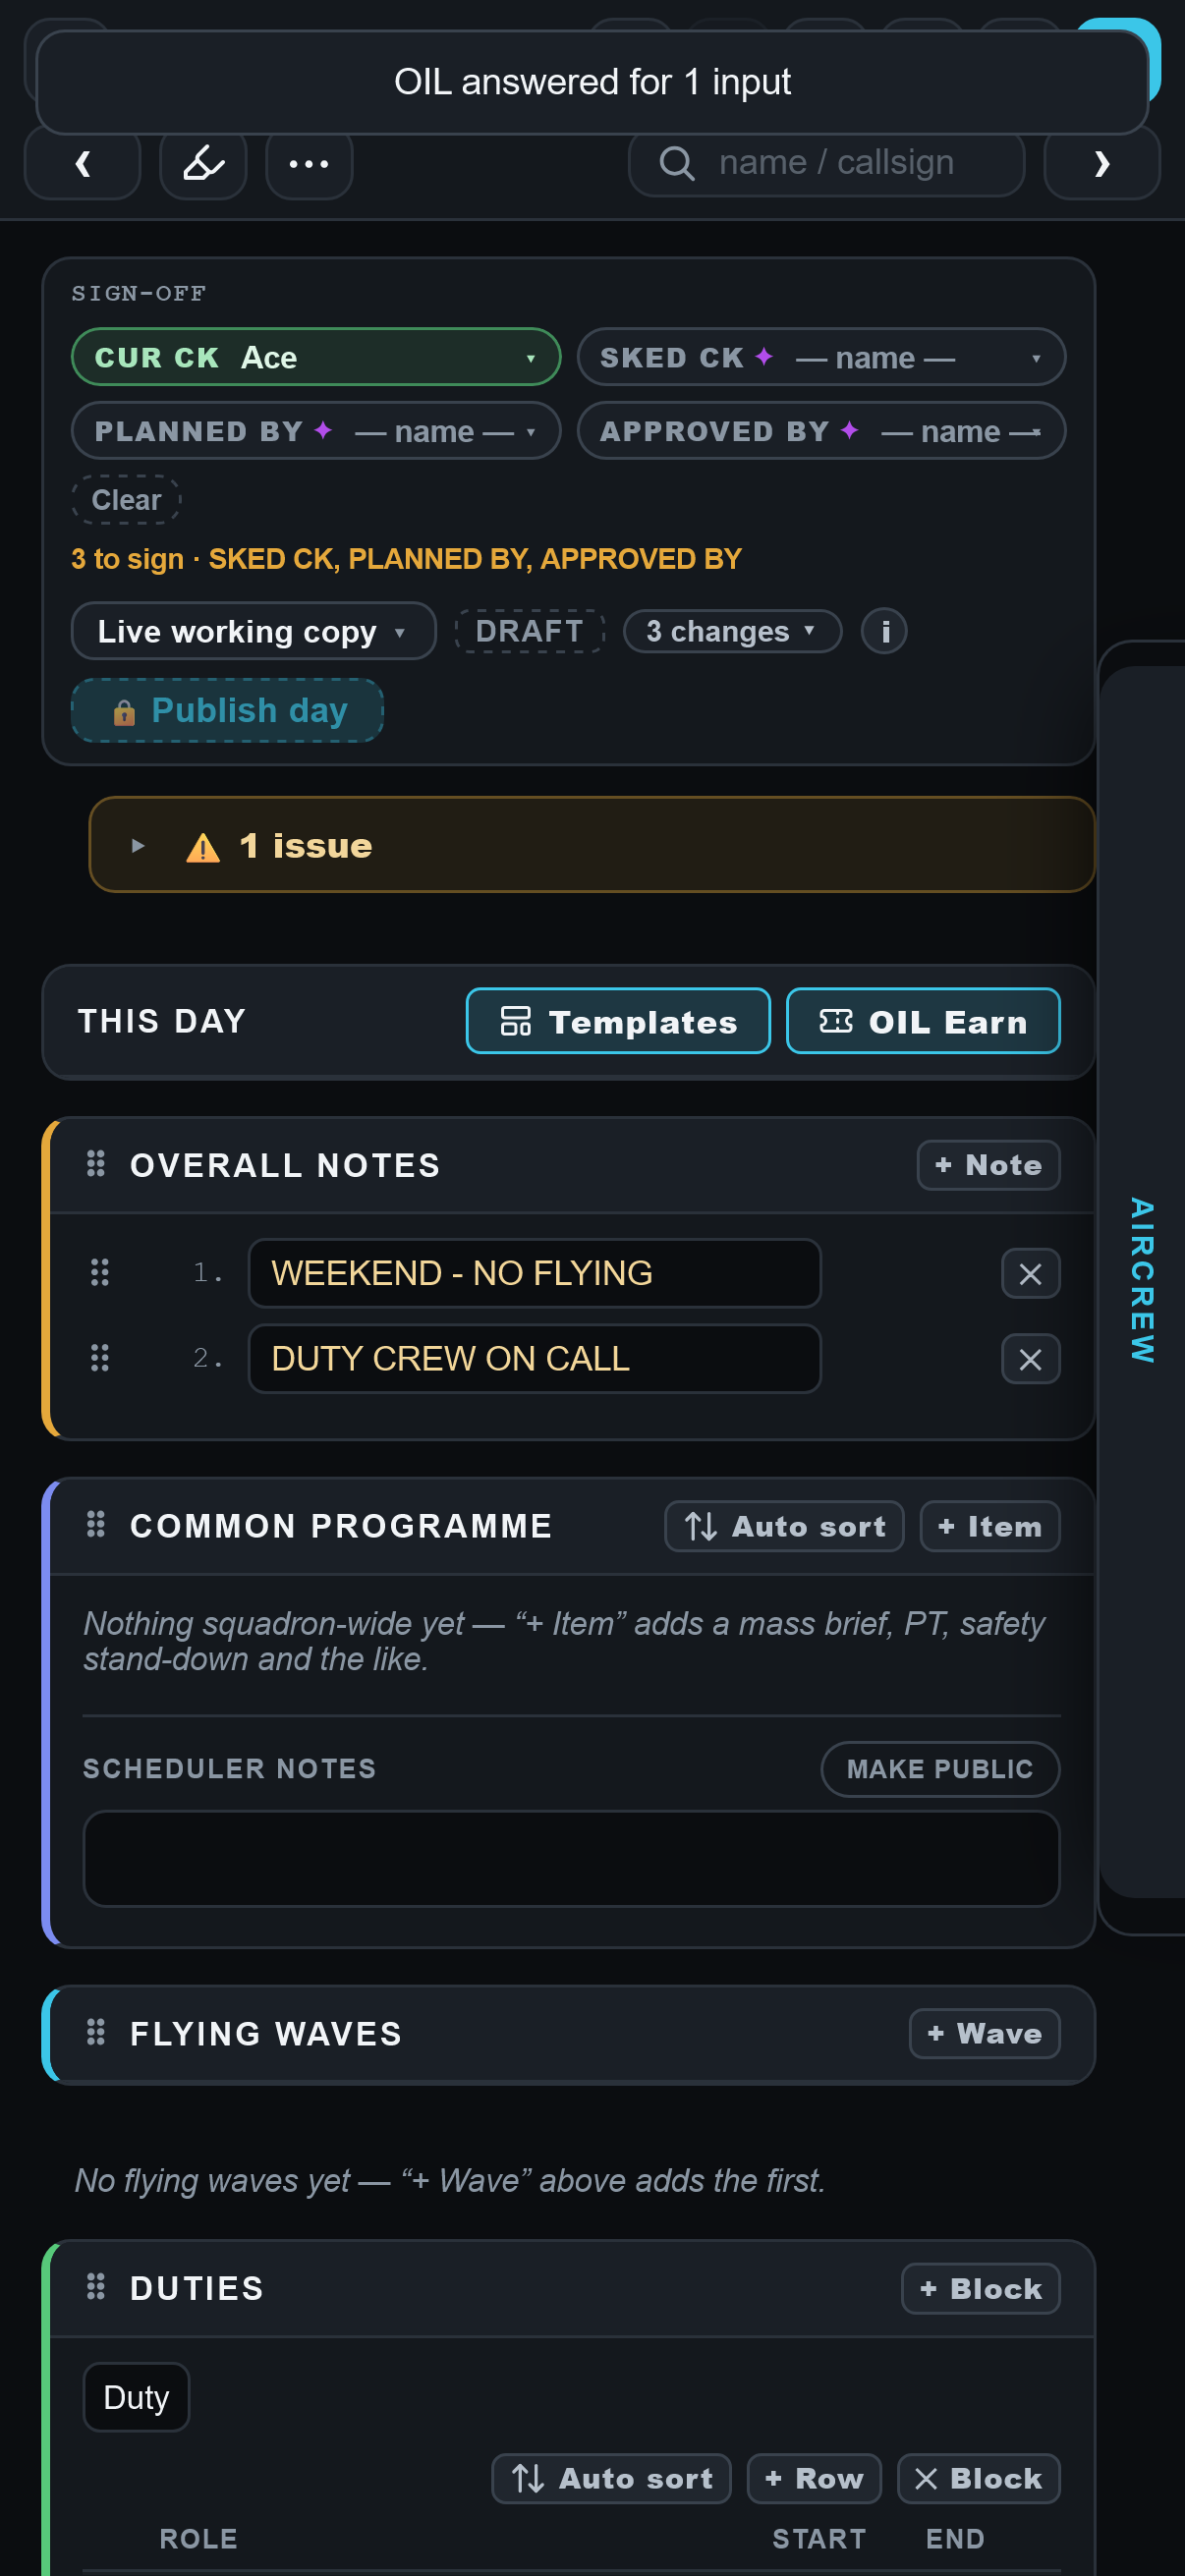 OIL answered for 1 input
name / callsign
SIGN-OFF
CUR CK Ace
SKED CK — name —
PLANNED BY — name —
APPROVED BY — name —
Clear
3 to sign · SKED CK, PLANNED BY, APPROVED BY
Live working copy
DRAFT
3 changes
i
Publish day
1 issue
THIS DAY
Templates
OIL Earn
OVERALL NOTES
+ Note
1. WEEKEND - NO FLYING
2. DUTY CREW ON CALL
AIRCREW
COMMON PROGRAMME
Auto sort
+ Item
Nothing squadron-wide yet — “+ Item” adds a mass brief, PT, safety
stand-down and the like.
SCHEDULER NOTES
MAKE PUBLIC
FLYING WAVES
+ Wave
No flying waves yet — “+ Wave” above adds the first.
DUTIES
+ Block
Duty
Auto sort
+ Row
× Block
ROLE START END